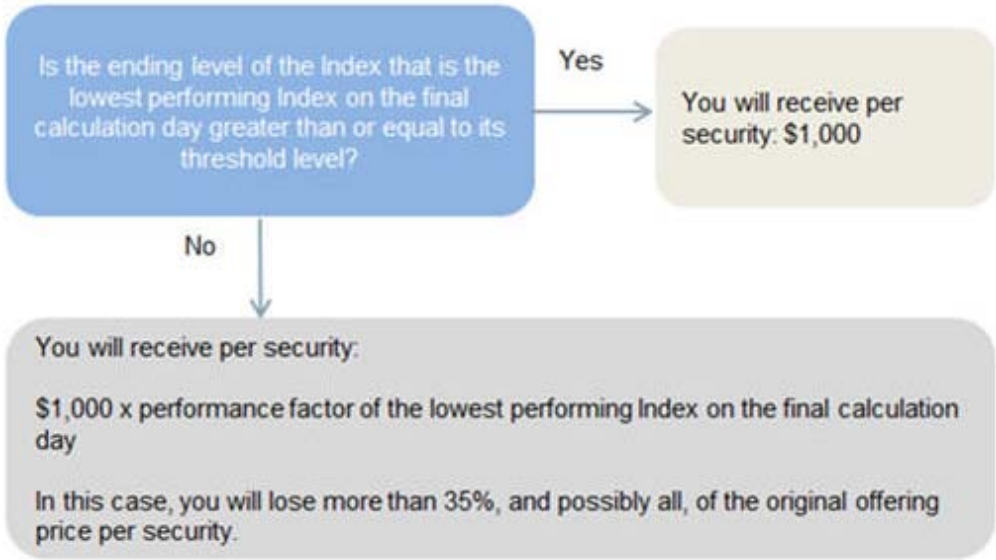 Is the ending level of the Index that is the
lowest performing Index on the final
calculation day greater than or equal to its
threshold level?
Yes
You will receive per
security: $1,000
No
You will receive per security:
$1,000 x performance factor of the lowest performing Index on the final calculation
day
In this case, you will lose more than 35%, and possibly all, of the original offering
price per security.